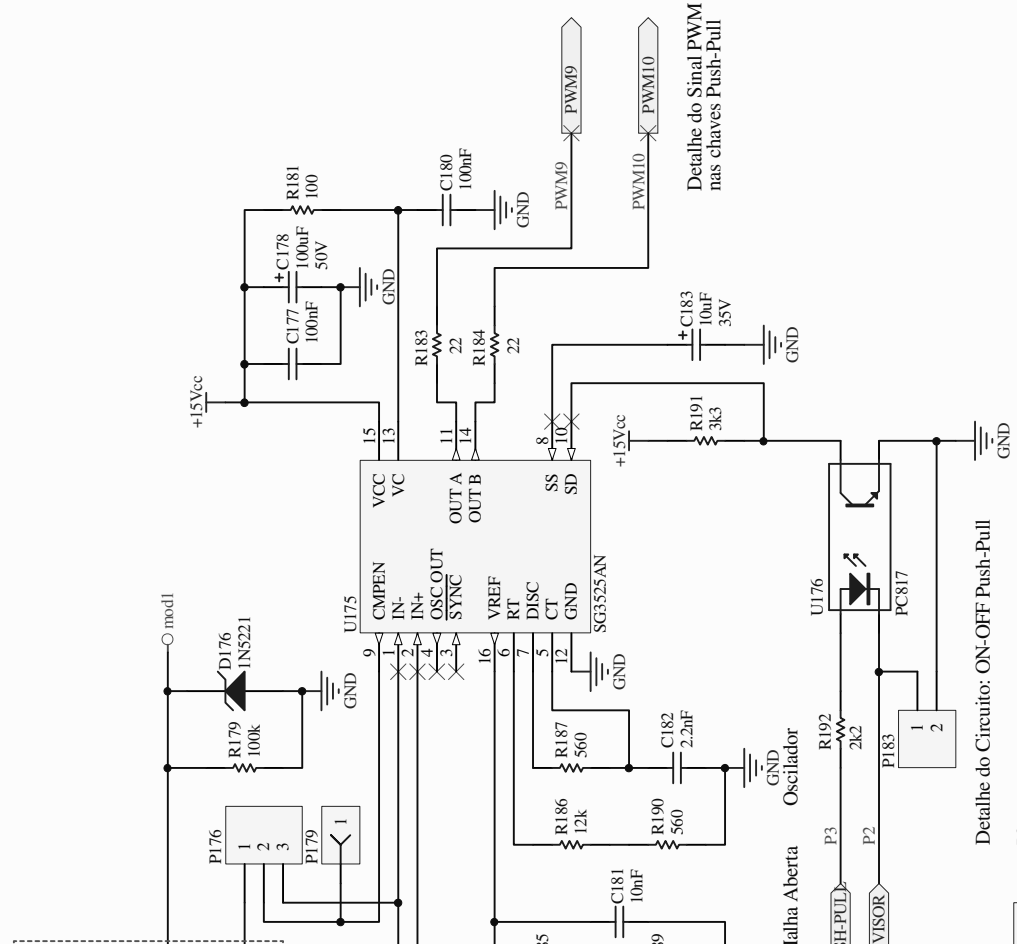 PWM9
PWM10
Detalhe do Sinal PWM
nas chaves Push-Pull
PWM9
PWM10
R181
100
C180
100nF
GND
C178
100uF
50V
C177
100nF
GND
+15Vcc
R183
22
R184
22
C183
10uF
35V
GND
15
13
11
14
8
10
+15Vcc
R191
3k3
GND
U175
VCC
VC
OUT A
OUT B
SS
SD
CMPEN
IN-
IN+
OSC OUT
SYNC
VREF
RT
DISC
CT
GND
SG3525AN
9
1
2
4
3
16
6
7
5
12
GND
modl
D176
1N5221
R179
100k
GND
U176
PC817
R187
560
C182
2.2nF
GND
R186
12k
R190
560
Oscilador
R192
2k2
P183
1
2
Detalhe do Circuito: ON-OFF Push-Pull
P176
1
2
3
P179
1
C181
10nF
P3
P2
Aberta
VISOR